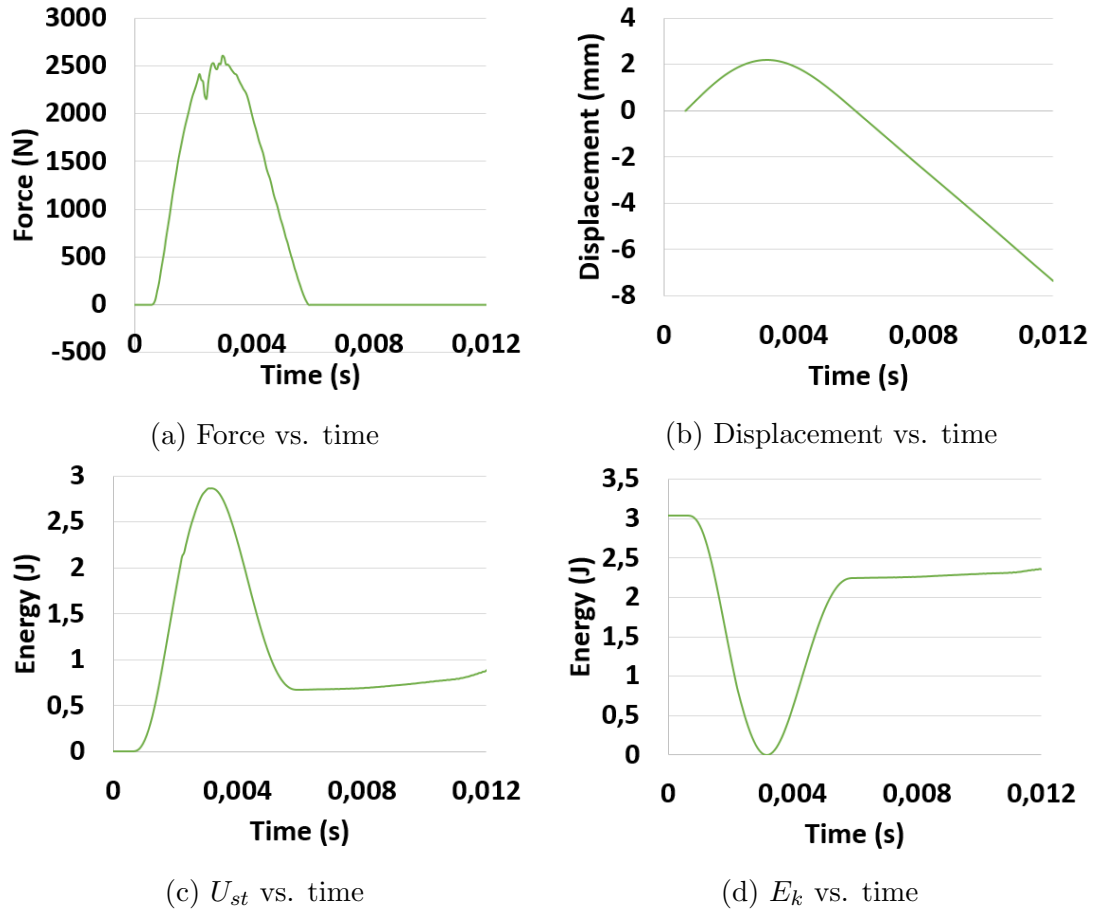 3000
2500
2000
1500
1000
500
0
-500
Force (N)
0 0,004 0,008 0,012
Time (s)
(a) Force vs. time
4
2
0
-2
-4
-6
-8
Displacement (mm)
0 0,004 0,008 0,012
Time (s)
(b) Displacement vs. time
3
2,5
2
1,5
1
0,5
0
Energy (J)
0 0,004 0,008 0,012
Time (s)
(c) U_{st} vs. time
3,5
3
2,5
2
1,5
1
0,5
0
Energy (J)
0 0,004 0,008 0,012
Time (s)
(d) E_k vs. time